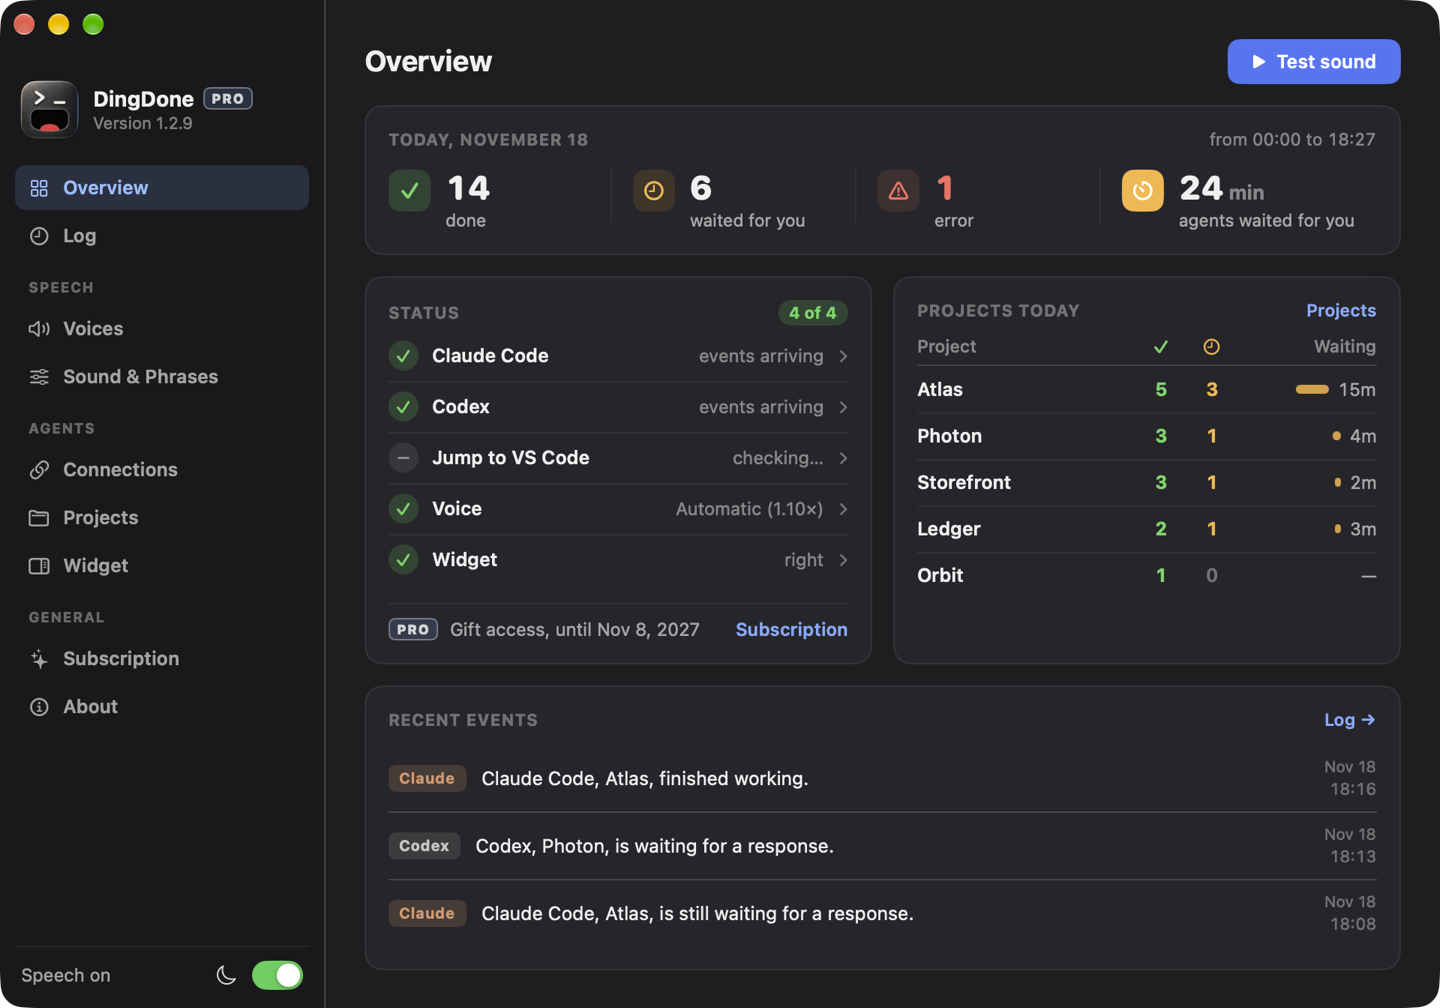 DingDone PRO
Version 1.2.9
Overview
Log
SPEECH
Voices
Sound & Phrases
AGENTS
Connections
Projects
Widget
GENERAL
Subscription
About
Speech on
Overview
Test sound
TODAY, NOVEMBER 18
from 00:00 to 18:27
14
done
6
waited for you
1
error
24 min
agents waited for you
STATUS
4 of 4
Claude Code events arriving
Codex events arriving
Jump to VS Code checking...
Voice Automatic (1.10×)
Widget right
PRO Gift access, until Nov 8, 2027 Subscription
PROJECTS TODAY Projects
Project Waiting
Atlas 5 3 15m
Photon 3 1 4m
Storefront 3 1 2m
Ledger 2 1 3m
Orbit 1 0 —
RECENT EVENTS Log →
Claude Claude Code, Atlas, finished working.
Nov 18
18:16
Codex Codex, Photon, is waiting for a response.
Nov 18
18:13
Claude Claude Code, Atlas, is still waiting for a response.
Nov 18
18:08